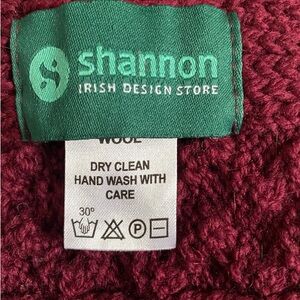 shannon
IRISH DESIGN STORE
WOOL
DRY CLEAN
HAND WASH WITH
CARE
30°
P